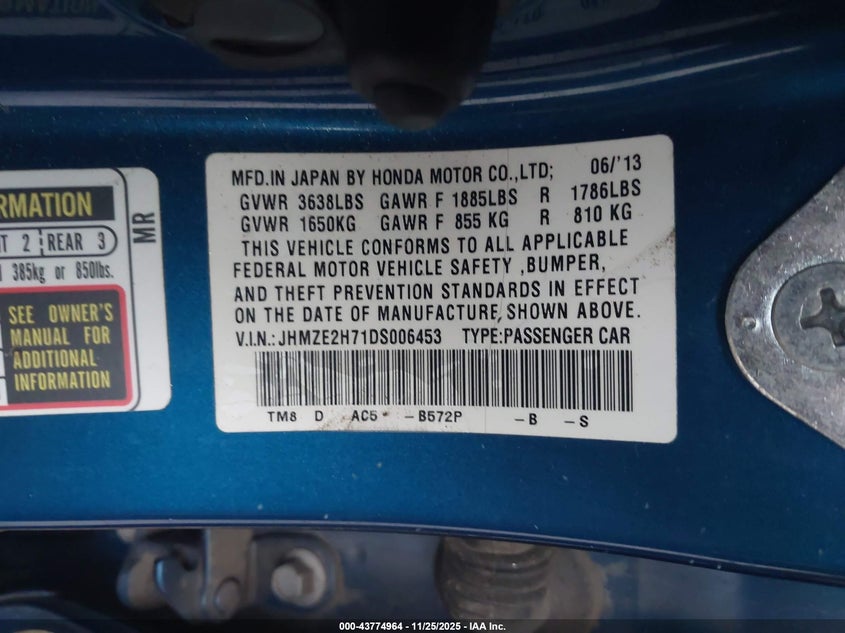 RMATION
T 2 REAR 3
385kg or 850lbs.
MR
SEE OWNER'S
MANUAL FOR
ADDITIONAL
INFORMATION
MFD.IN JAPAN BY HONDA MOTOR CO.,LTD; 06/'13
GVWR 3638LBS GAWR F 1885LBS R 1786LBS
GVWR 1650KG GAWR F 855 KG R 810 KG
THIS VEHICLE CONFORMS TO ALL APPLICABLE
FEDERAL MOTOR VEHICLE SAFETY ,BUMPER,
AND THEFT PREVENTION STANDARDS IN EFFECT
ON THE DATE OF MANUFACTURE, SHOWN ABOVE.
V.I.N.: JHMZE2H71DS006453 TYPE:PASSENGER CAR
TM8 D AC5 -B572P -B -S
000-43774964 - 11/25/2025 - IAA Inc.